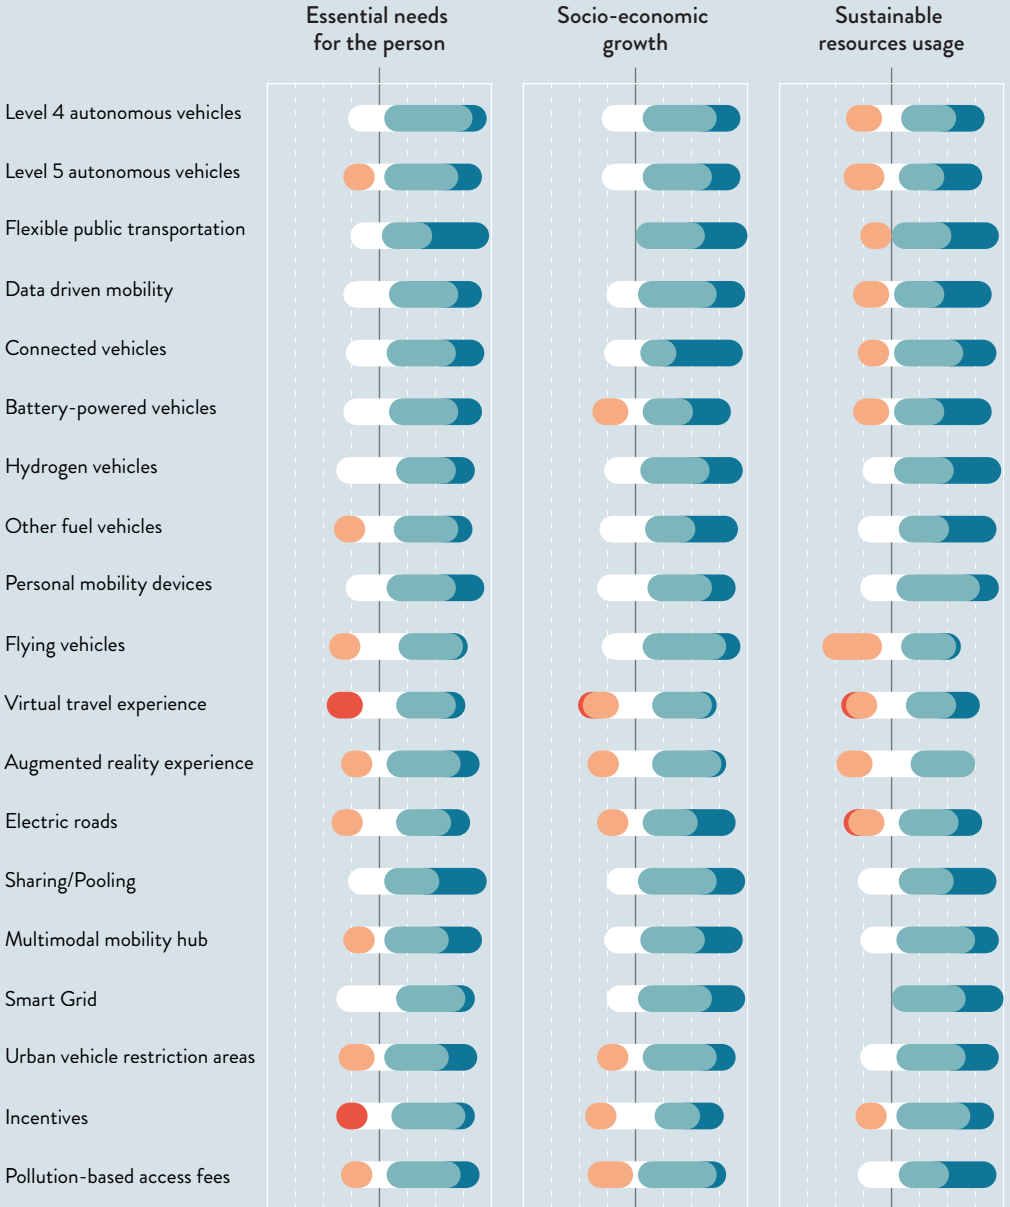 Essential needs
for the person
Socio-economic
growth
Sustainable
resources usage
Level 4 autonomous vehicles
Level 5 autonomous vehicles
Flexible public transportation
Data driven mobility
Connected vehicles
Battery-powered vehicles
Hydrogen vehicles
Other fuel vehicles
Personal mobility devices
Flying vehicles
Virtual travel experience
Augmented reality experience
Electric roads
Sharing/Pooling
Multimodal mobility hub
Smart Grid
Urban vehicle restriction areas
Incentives
Pollution-based access fees